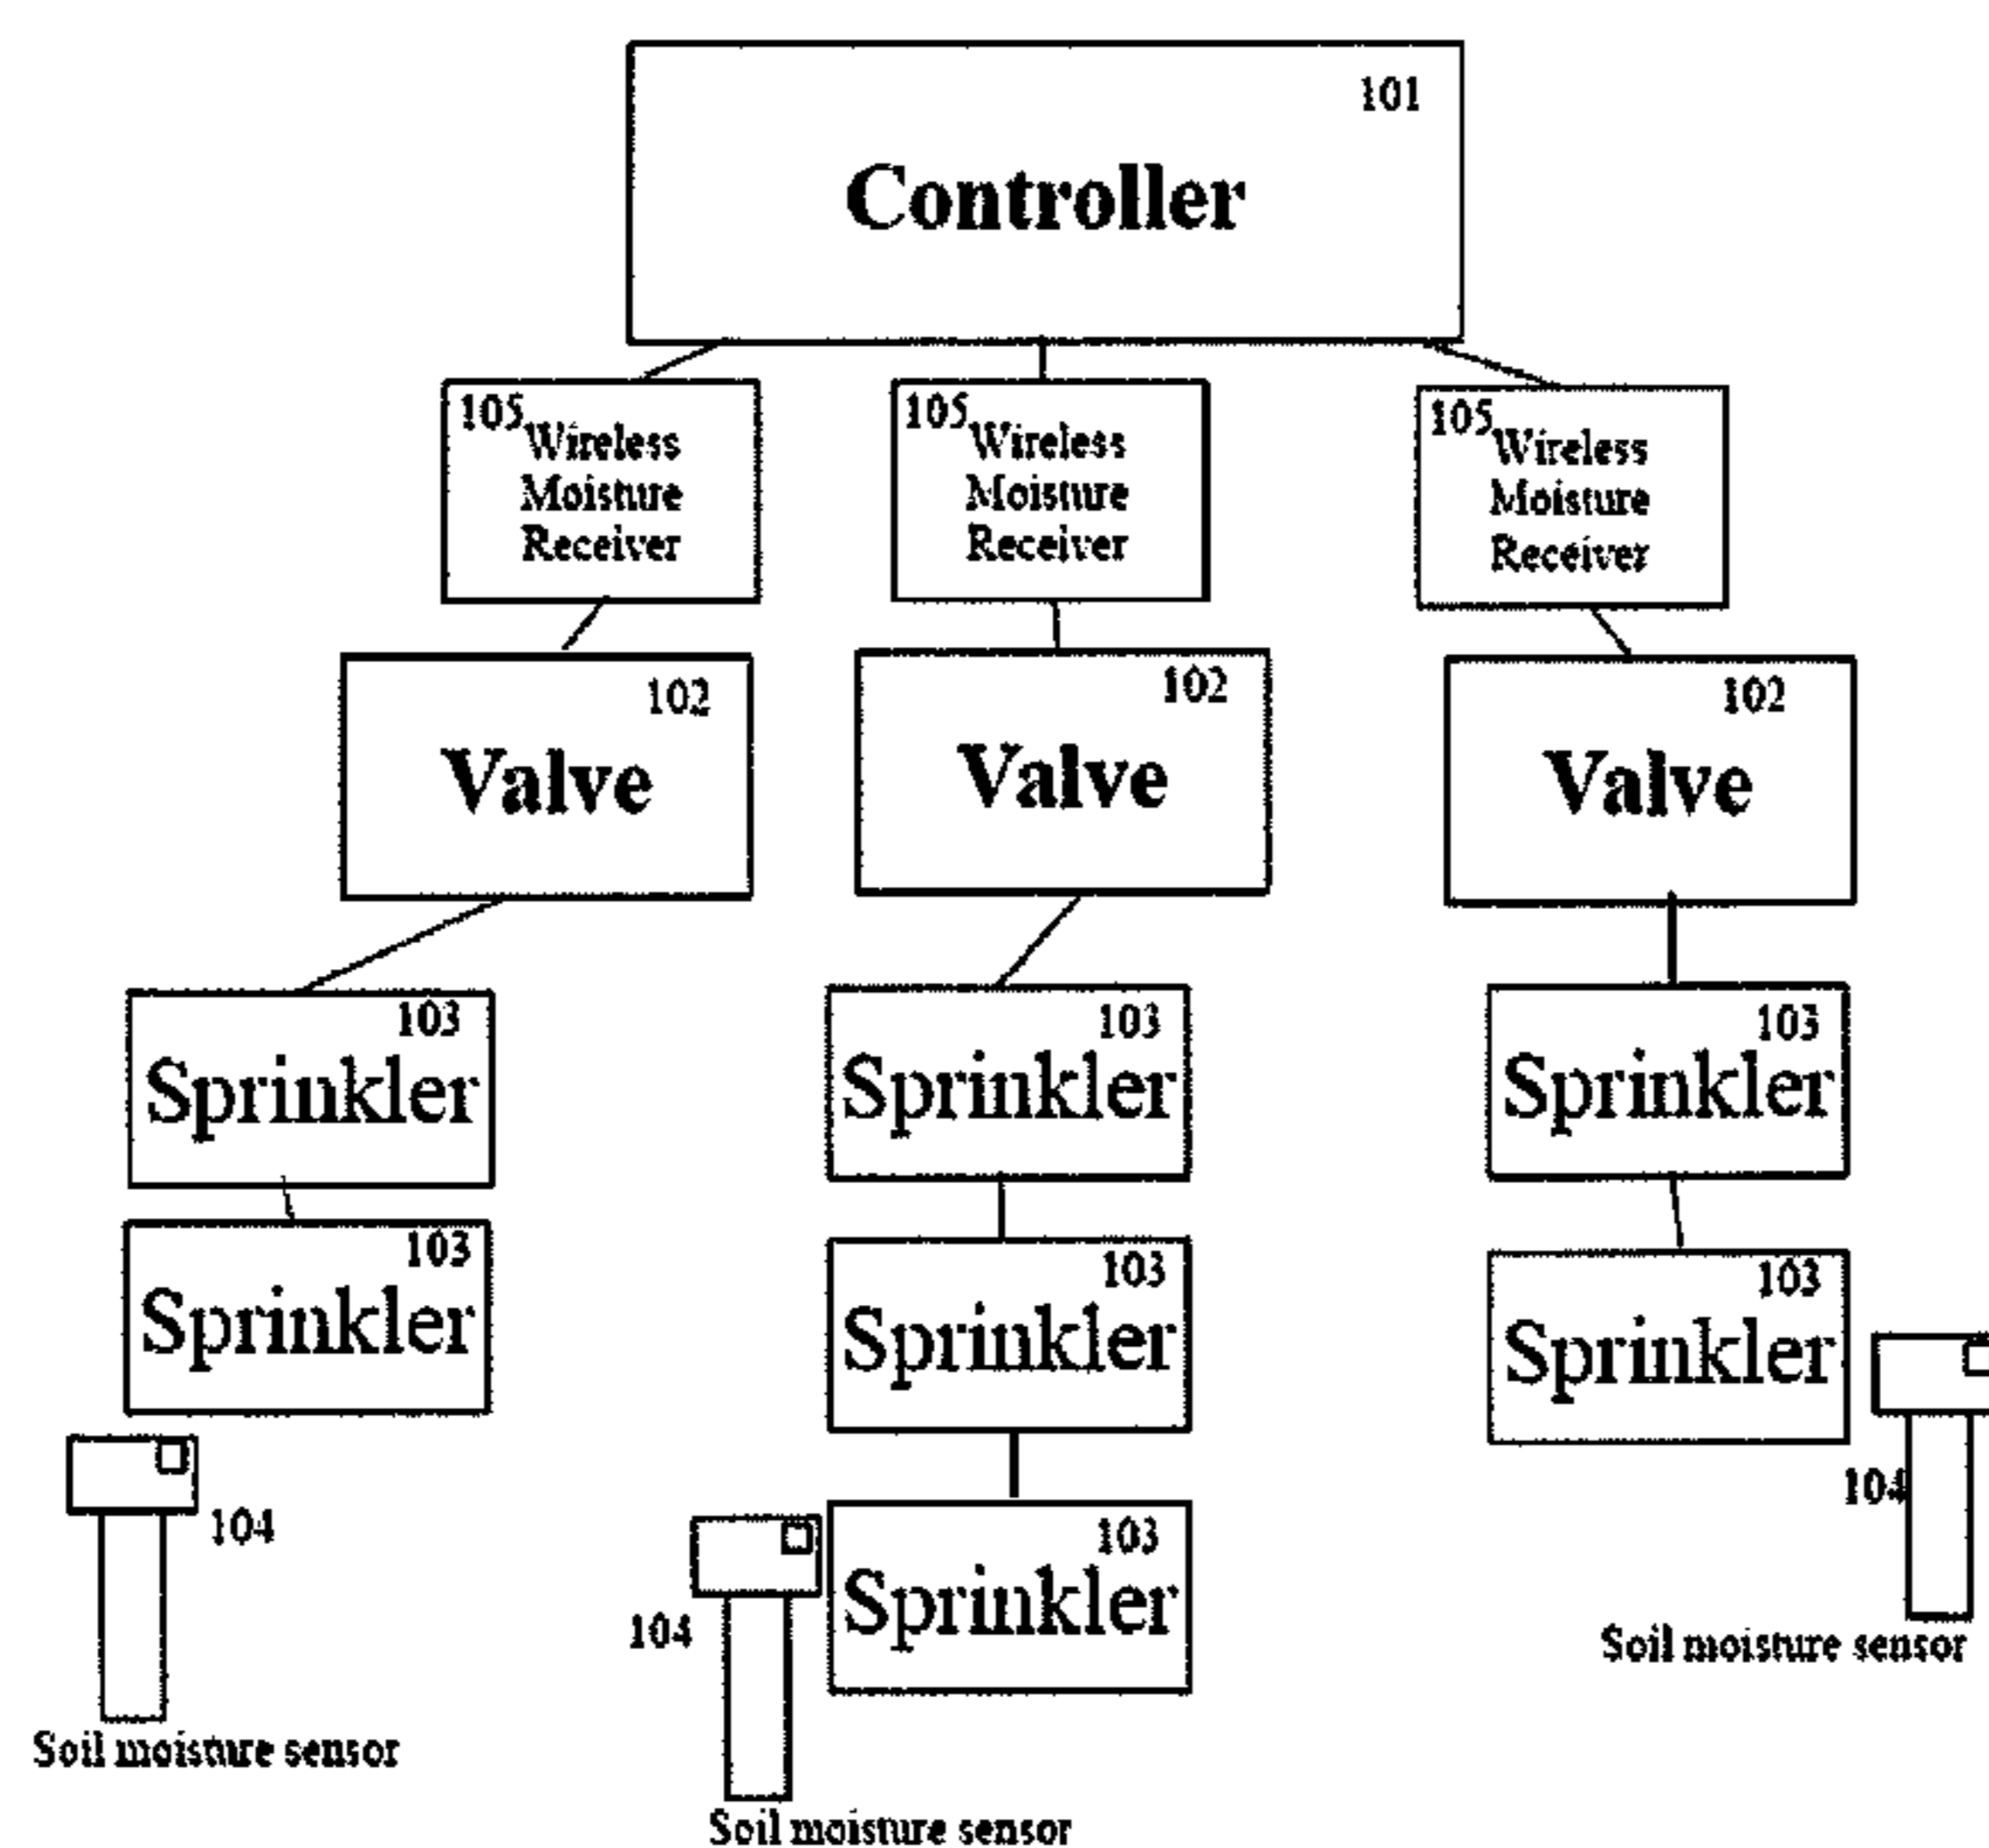 101
Controller
105
Wireless
Moisture
Receiver
105
Wireless
Moisture
Receiver
105
Wireless
Moisture
Receiver
102
Valve
102
Valve
102
Valve
103
Sprinkler
103
Sprinkler
103
Sprinkler
103
Sprinkler
103
Sprinkler
103
Sprinkler
103
Sprinkler
104
Soil moisture sensor
104
Soil moisture sensor
104
Soil moisture sensor